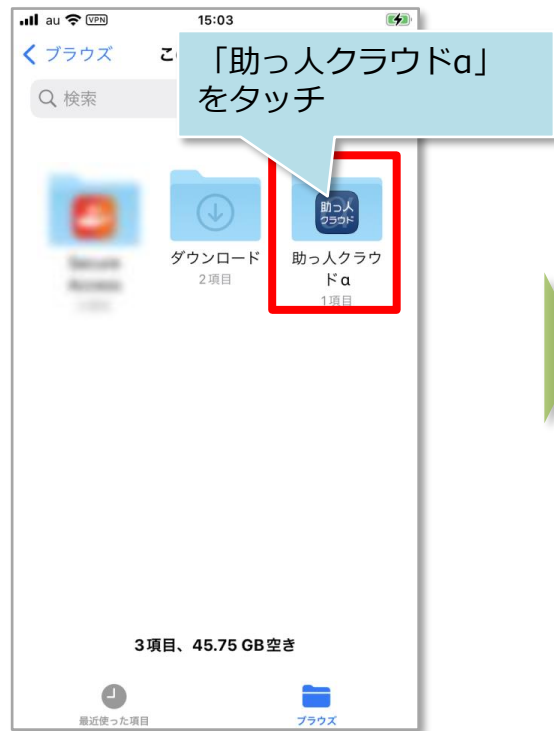 au VPN 15:03
ブラウズ こ
検索
「助っ人クラウドα」
をタッチ
助っ人
クラウド
ダウンロード
2項目
助っ人クラウ
ドα
1項目
3項目、45.75 GB空き
最近使った項目
ブラウズ